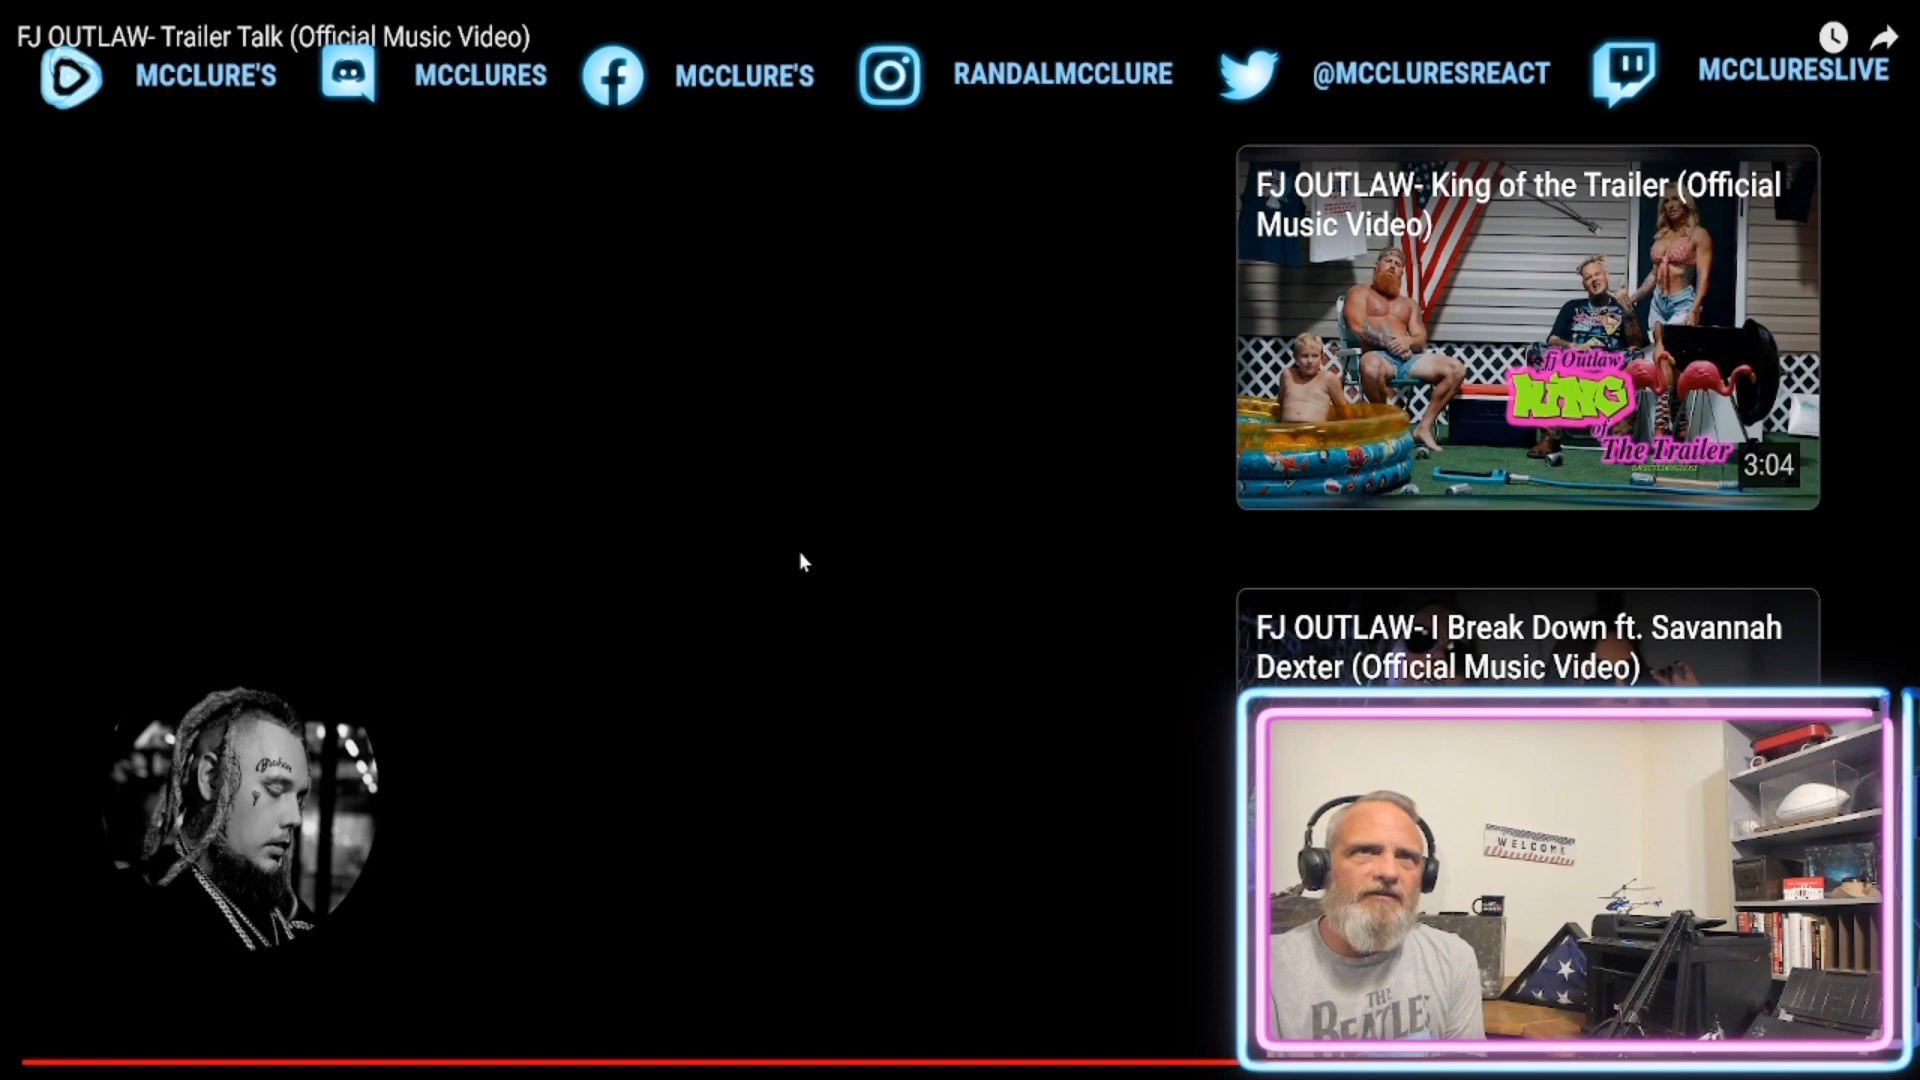 FJ OUTLAW- Trailer Talk (Official Music Video)
MCCLURE'S
MCCLURES
MCCLURE'S
RANDALMCCLURE
@MCCLURESREACT
MCCLURESLIVE
FJ OUTLAW- King of the Trailer (Official
Music Video)
fj Outlaw
KING
of
The Trailer
3:04
FJ OUTLAW- I Break Down ft. Savannah
Dexter (Official Music Video)
Broken
WELCOME
THE
BEATLES